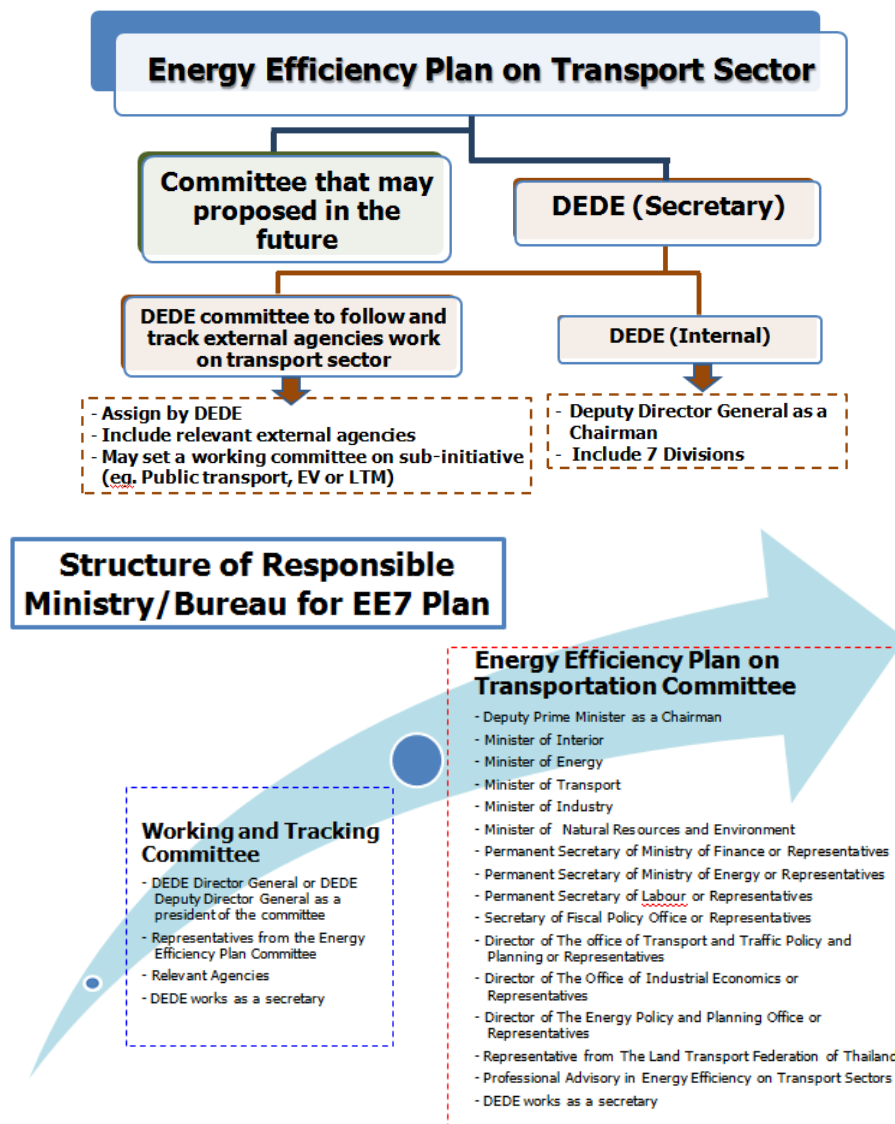 Energy Efficiency Plan on Transport Sector
Committee that may
proposed in the
future
DEDE (Secretary)
DEDE committee to follow and
track external agencies work
on transport sector
DEDE (Internal)
- Assign by DEDE
- Include relevant external agencies
- May set a working committee on sub-initiative
(eg. Public transport, EV or LTM)
- Deputy Director General as a
Chairman
- Include 7 Divisions
Structure of Responsible
Ministry/Bureau for EE7 Plan
Working and Tracking
Committee
- DEDE Director General or DEDE
Deputy Director General as a
president of the committee
- Representatives from the Energy
Efficiency Plan Committee
- Relevant Agencies
- DEDE works as a secretary
Energy Efficiency Plan on
Transportation Committee
- Deputy Prime Minister as a Chairman
- Minister of Interior
- Minister of Energy
- Minister of Transport
- Minister of Industry
- Minister of Natural Resources and Environment
- Permanent Secretary of Ministry of Finance or Representatives
- Permanent Secretary of Ministry of Energy or Representatives
- Permanent Secretary of Labour or Representatives
- Secretary of Fiscal Policy Office or Representatives
- Director of The office of Transport and Traffic Policy and
Planning or Representatives
- Director of The Office of Industrial Economics or
Representatives
- Director of The Energy Policy and Planning Office or
Representatives
- Representative from The Land Transport Federation of Thailand
- Professional Advisory in Energy Efficiency on Transport Sectors
- DEDE works as a secretary